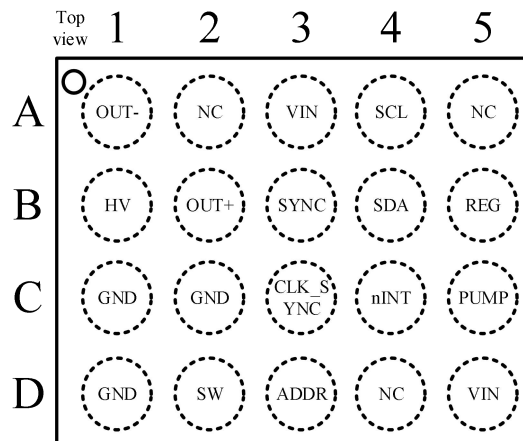 Top
view 1 2 3 4 5
A OUT- NC VIN SCL NC
B HV OUT+ SYNC SDA REG
C GND GND CLK_S
YNC nINT PUMP
D GND SW ADDR NC VIN